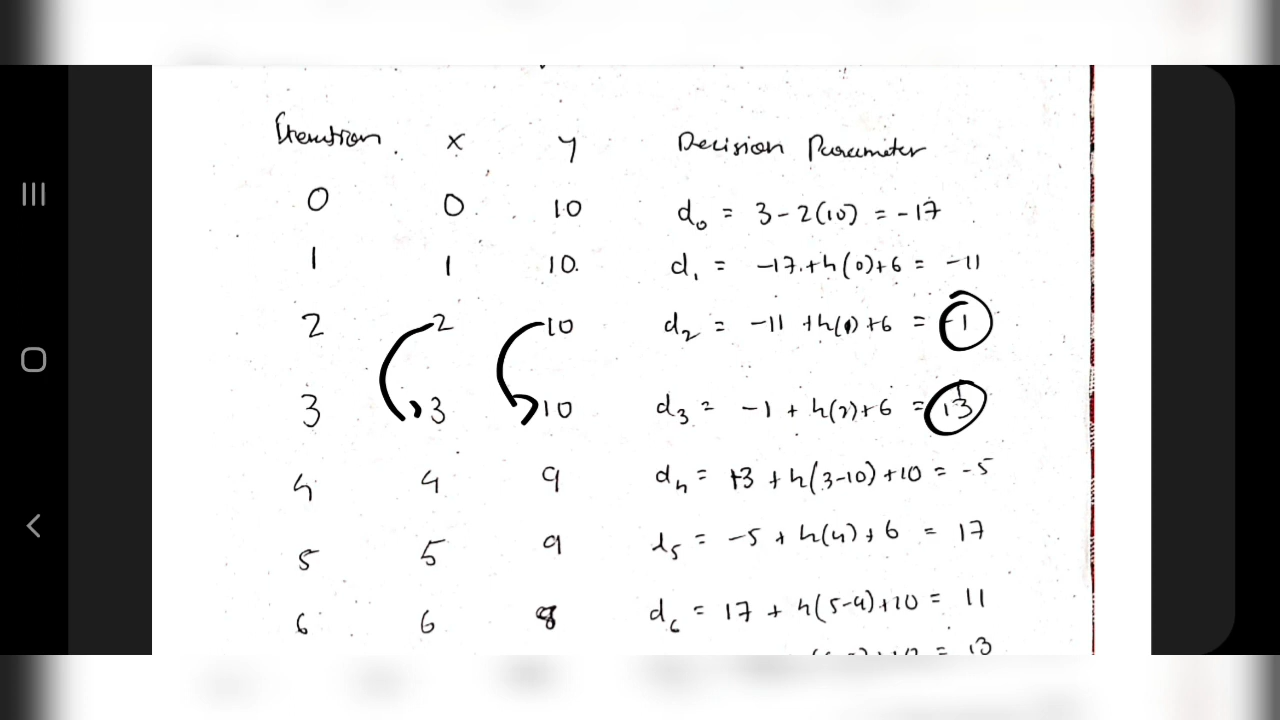 Iteration x y Decision Parameter
0 0 10 d0 = 3-2(10) = -17
1 1 10. d1 = -17+4(0)+6 = -11
2 2 10 d2 = -11 +4(1)+6 = -1
3 3 10 d3 = -1 + 4(2)+6 = 13
4 4 9 d4 = 13 + 4(3-10)+10 = -5
5 5 9 d5 = -5 + 4(4)+6 = 17
6 6 8 d6 = 17 + 4(5-9)+10 = 11
= 13